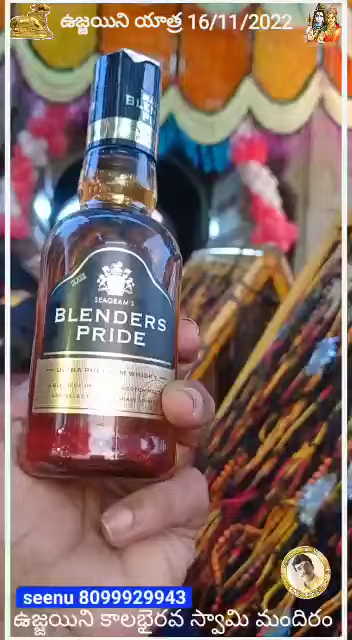 ఉజ్జయిని యాత్ర 16/11/2022
SEAGRAM'S
BLENDERS
PRIDE
seenu 8099929943
ఉజ్జయిని కాలభైరవ స్వామి మందిరం